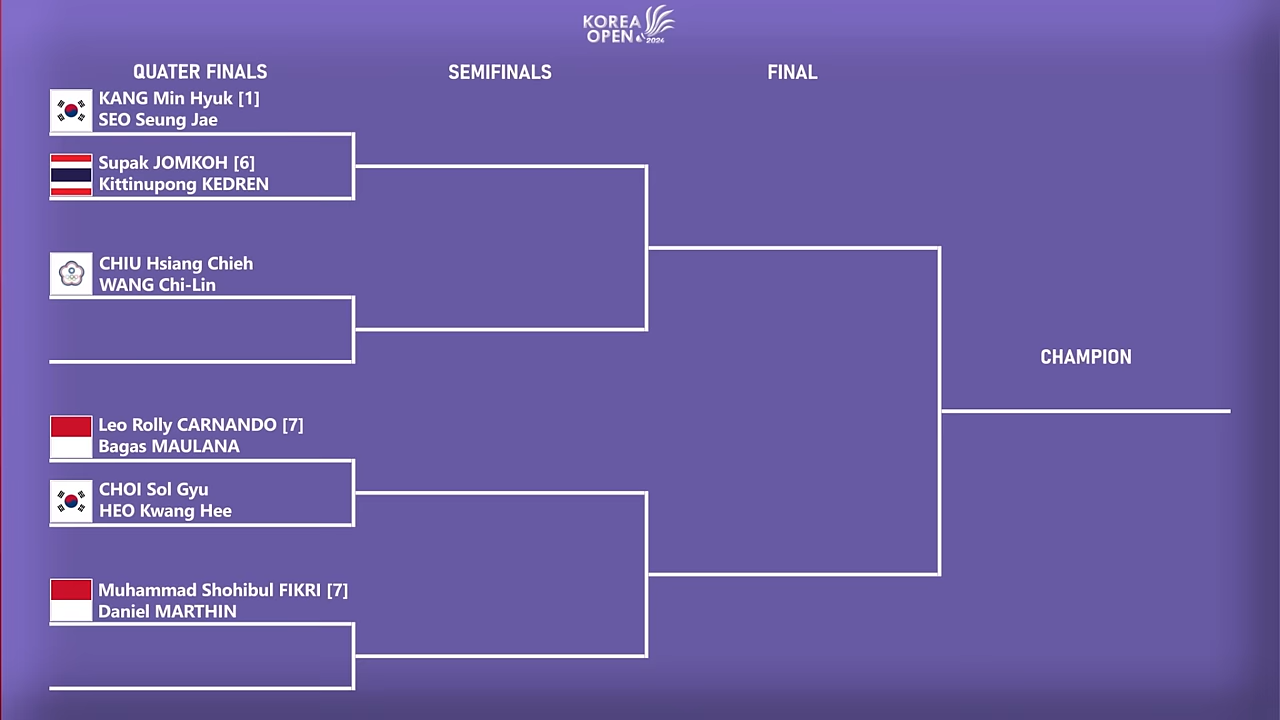 KOREA
OPEN 2024
QUATER FINALS
SEMIFINALS
FINAL
KANG Min Hyuk [1]
SEO Seung Jae
Supak JOMKOH [6]
Kittinupong KEDREN
CHIU Hsiang Chieh
WANG Chi-Lin
CHAMPION
Leo Rolly CARNANDO [7]
Bagas MAULANA
CHOI Sol Gyu
HEO Kwang Hee
Muhammad Shohibul FIKRI [7]
Daniel MARTHIN